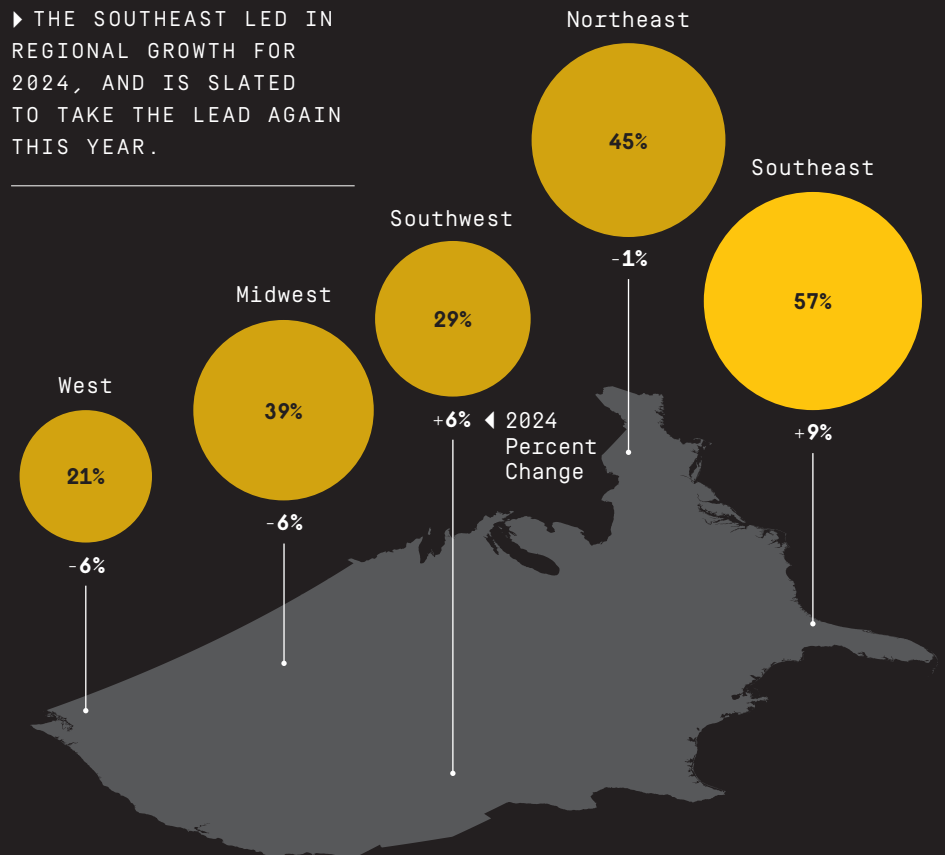 THE SOUTHEAST LED IN
REGIONAL GROWTH FOR
2024, AND IS SLATED
TO TAKE THE LEAD AGAIN
THIS YEAR.
West
21%
-6%
Midwest
39%
-6%
Southwest
29%
+6%
2024
Percent
Change
Northeast
45%
-1%
Southeast
57%
+9%